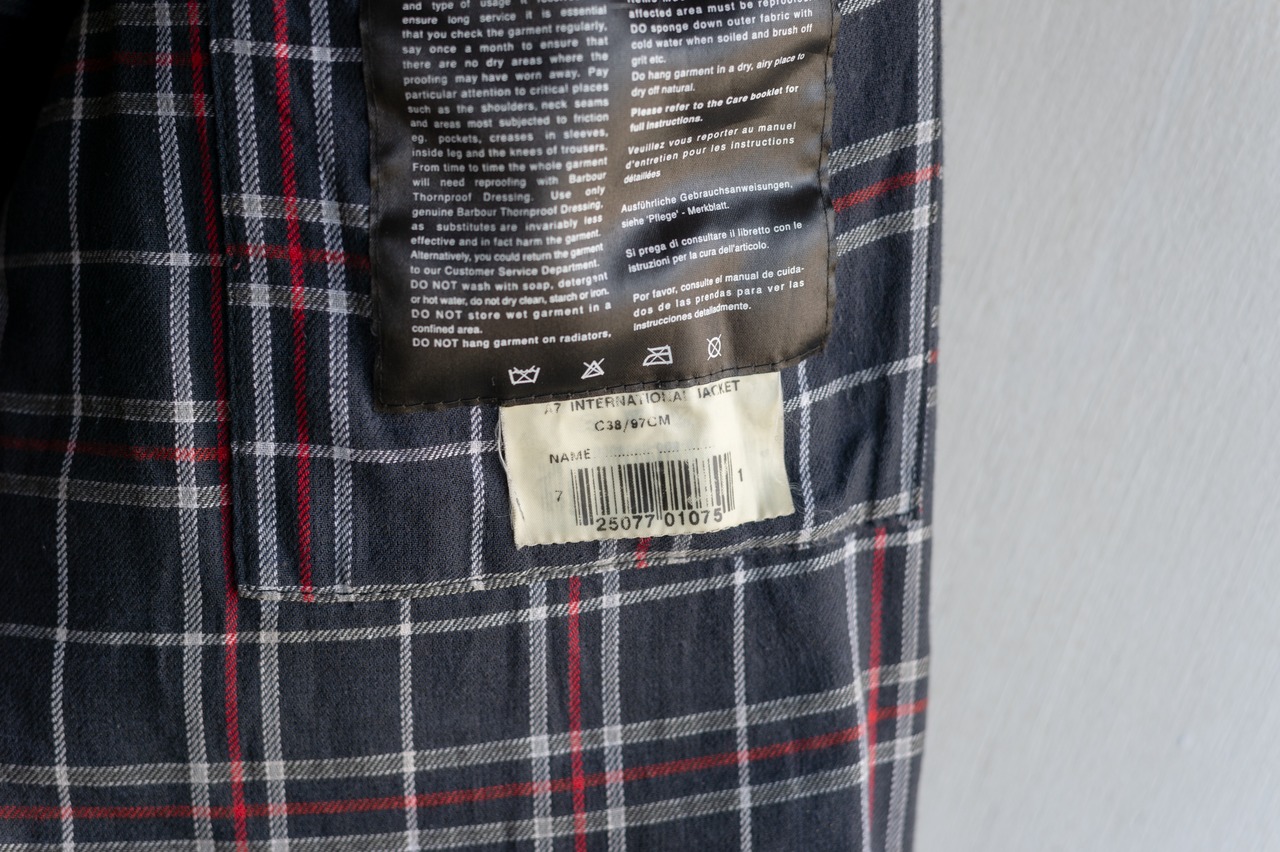 and type of usage it
ensure long service it is essential
that you check the garment regularly,
say once a month to ensure that
there are no dry areas where the
proofing may have worn away. Pay
particular attention to critical places
such as the shoulders, neck seams
and areas most subjected to friction
eg. pockets, creases in sleeves,
inside leg and the knees of trousers.
From time to time the whole garment
will need reproofing with Barbour
Thornproof Dressing. Use only
genuine Barbour Thornproof Dressing,
as substitutes are invariably less
effective and in fact harm the garment.
Alternatively, you could return the garment
to our Customer Service Department.
DO NOT wash with soap, detergent
or hot water, do not dry clean, starch or iron.
DO NOT store wet garment in a
confined area.
DO NOT hang garment on radiators,
affected area must be reproofed.
DO sponge down outer fabric with
cold water when soiled and brush off
grit etc.
Do hang garment in a dry, airy place to
dry off natural.
Please refer to the Care booklet for
full instructions.
Veuillez vous reporter au manuel
d'entretien pour les instructions
détaillées
Ausführliche Gebrauchsanweisungen,
siehe 'Pflege' - Merkblatt.
Si prega di consultare il libretto con le
istruzioni per la cura dell'articolo.
Por favor, consulte el manual de cuida-
dos de las prendas para ver las
instrucciones detalladmente.
A7 INTERNATIONAL JACKET
C38/97CM
NAME
7 25077 01075 1